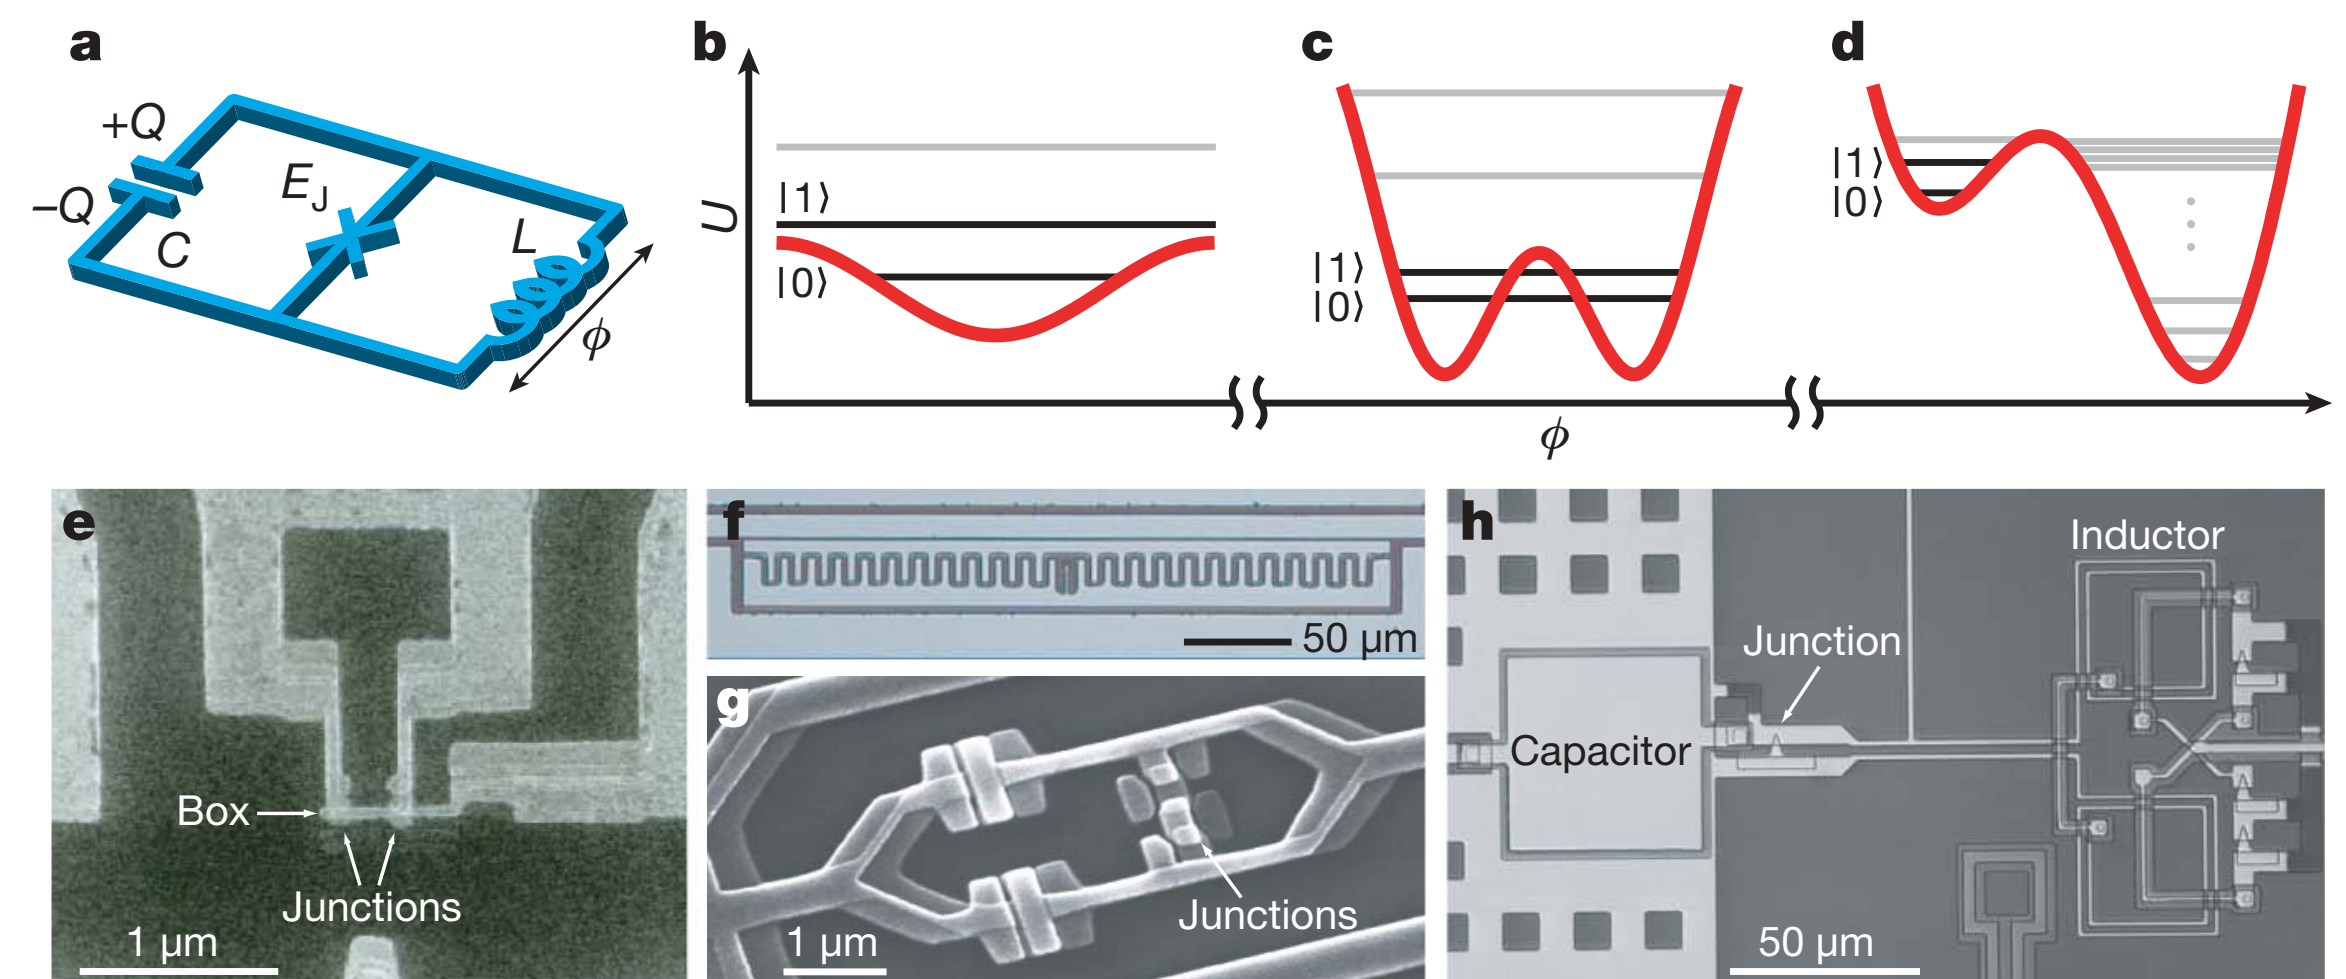 a
+Q
–Q
C
E_J
L
ϕ
b
U
|1⟩
|0⟩
c
|1⟩
|0⟩
ϕ
d
|1⟩
|0⟩
e
Box
Junctions
1 µm
f
50 µm
g
Junctions
1 µm
h
Inductor
Junction
Capacitor
50 µm